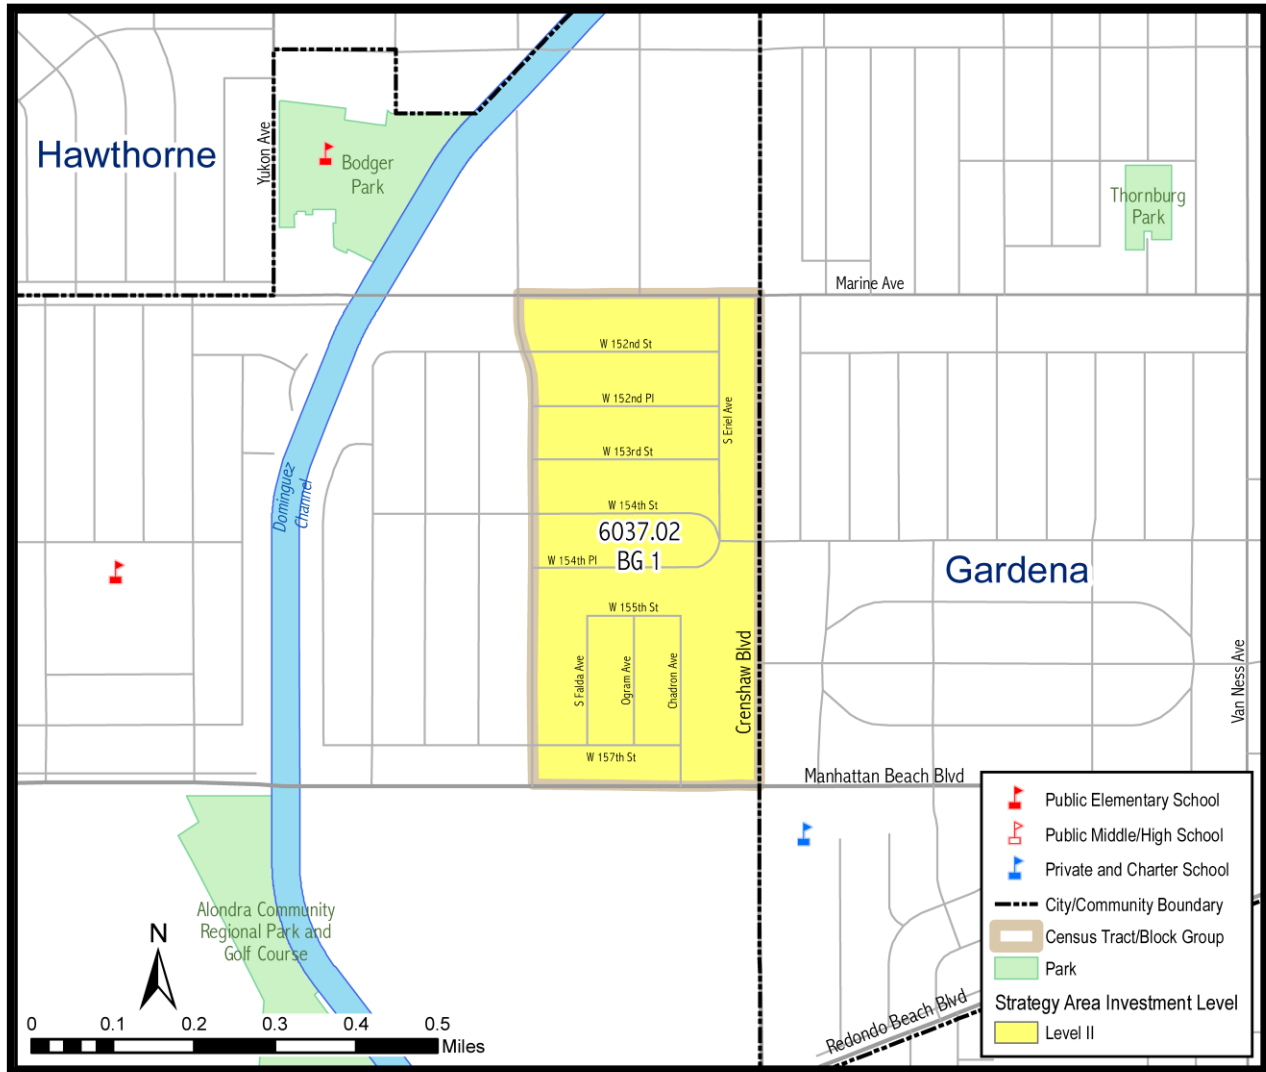 Hawthorne
Yukon Ave
Bodger
Park
Thornburg
Park
Marine Ave
W 152nd St
W 152nd Pl
S Eriel Ave
W 153rd St
Dominguez
Channel
W 154th St
6037.02
BG 1
W 154th Pl
Gardena
W 155th St
S Falda Ave
Ogram Ave
Chadron Ave
Crenshaw Blvd
Van Ness Ave
W 157th St
Manhattan Beach Blvd
Alondra Community
Regional Park and
Golf Course
Redondo Beach Blvd
N
0 0.1 0.2 0.3 0.4 0.5
Miles
Public Elementary School
Public Middle/High School
Private and Charter School
City/Community Boundary
Census Tract/Block Group
Park
Strategy Area Investment Level
Level II